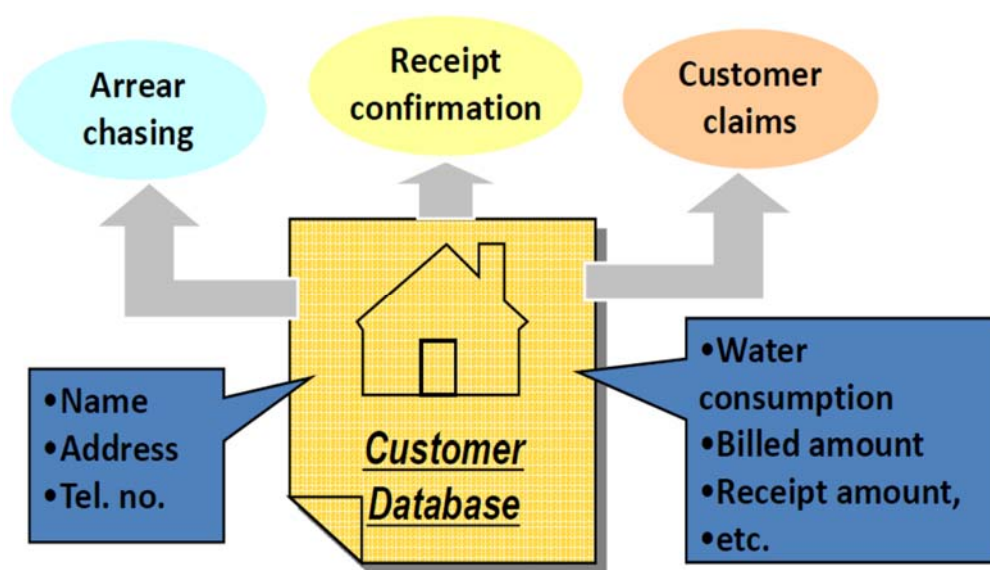 Arrear
chasing
Receipt
confirmation
Customer
claims
•Name
•Address
•Tel. no.
Customer
Database
•Water
consumption
•Billed amount
•Receipt amount,
•etc.